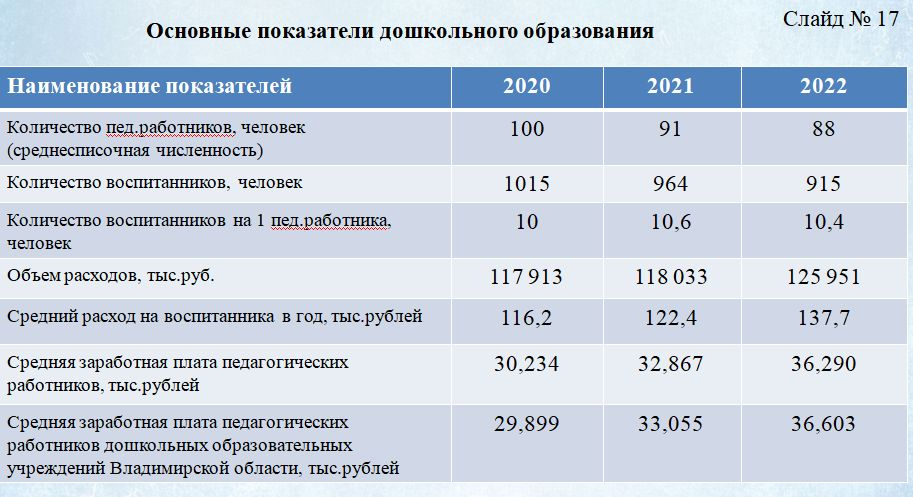 Слайд № 17
Основные показатели дошкольного образования
Наименование показателей 2020 2021 2022
Количество пед.работников, человек
(среднесписочная численность) 100 91 88
Количество воспитанников, человек 1015 964 915
Количество воспитанников на 1 пед.работника,
человек 10 10,6 10,4
Объем расходов, тыс.руб. 117 913 118 033 125 951
Средний расход на воспитанника в год, тыс.рублей 116,2 122,4 137,7
Средняя заработная плата педагогических
работников, тыс.рублей 30,234 32,867 36,290
Средняя заработная плата педагогических
работников дошкольных образовательных
учреждений Владимирской области, тыс.рублей 29,899 33,055 36,603